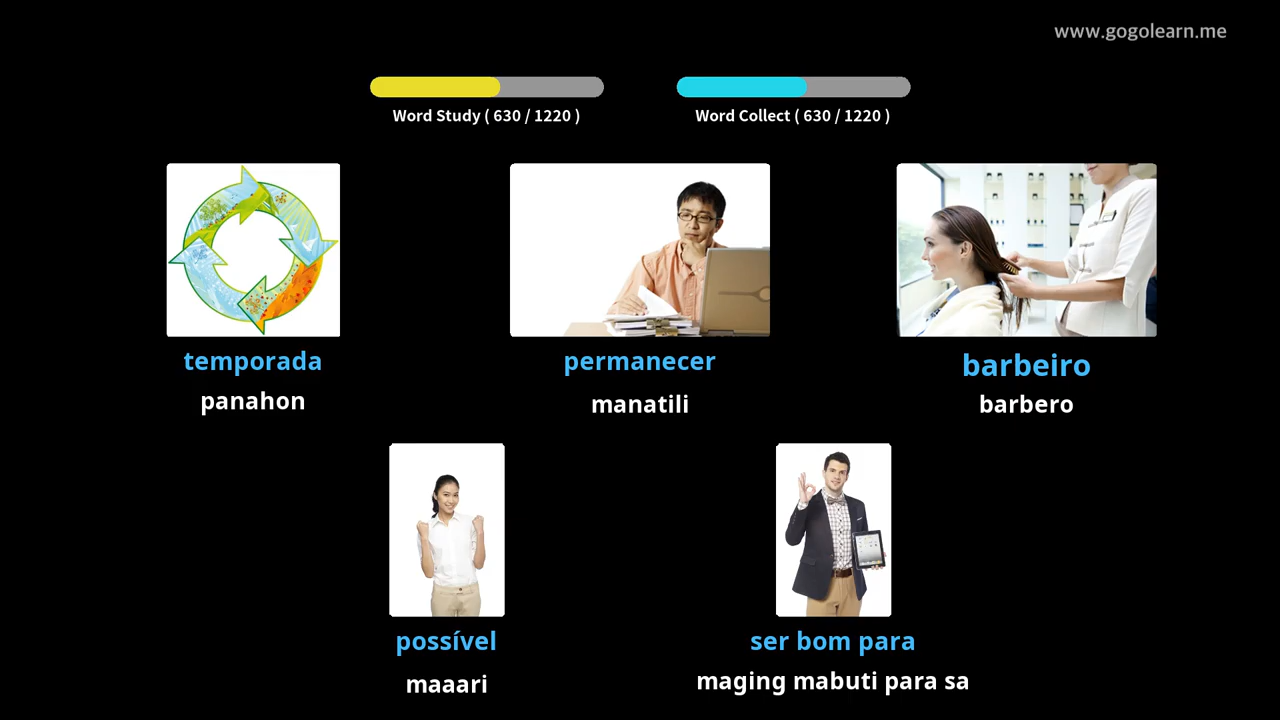 www.gogolearn.me
Word Study ( 630 / 1220 )
Word Collect ( 630 / 1220 )
temporada
panahon
permanecer
manatili
barbeiro
barbero
possível
maaari
ser bom para
maging mabuti para sa